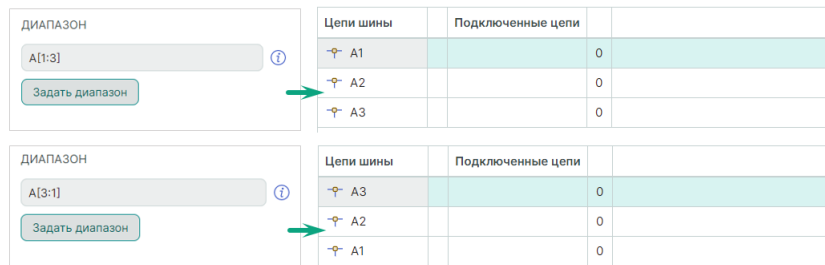 ДИАПАЗОН
A[1:3]
Задать диапазон
Цепи шины Подключенные цепи
A1 0
A2 0
A3 0
ДИАПАЗОН
A[3:1]
Задать диапазон
Цепи шины Подключенные цепи
A3 0
A2 0
A1 0